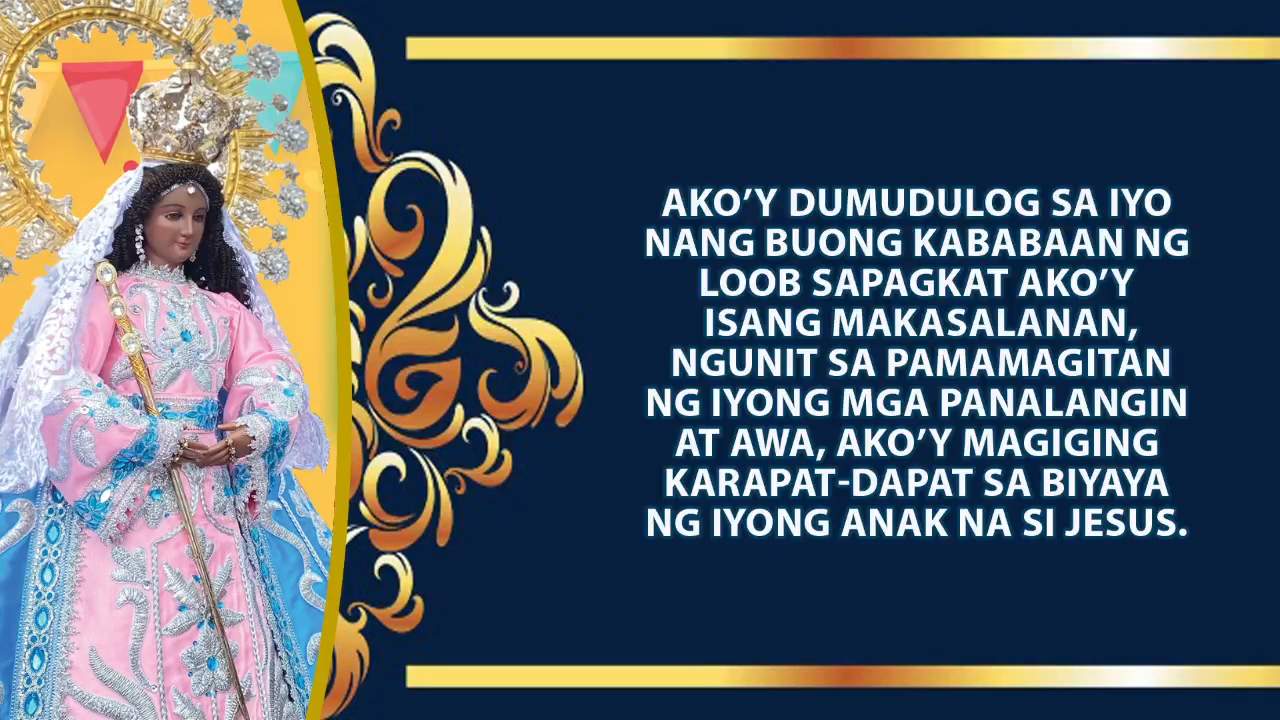 AKO’Y DUMUDULOG SA IYO
NANG BUONG KABABAAN NG
LOOB SAPAGKAT AKO’Y
ISANG MAKASALANAN,
NGUNIT SA PAMAMAGITAN
NG IYONG MGA PANALANGIN
AT AWA, AKO’Y MAGIGING
KARAPAT-DAPAT SA BIYAYA
NG IYONG ANAK NA SI JESUS.